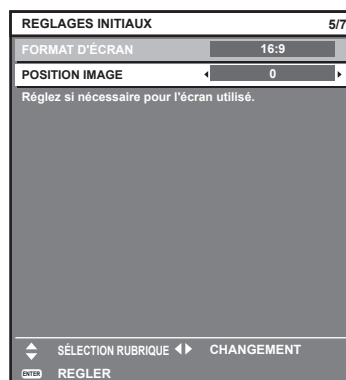 REGLAGES INITIAUX 5/7
FORMAT D'ÉCRAN 16:9
POSITION IMAGE 0
Réglez si nécessaire pour l'écran utilisé.
SÉLECTION RUBRIQUE CHANGEMENT
ENTER REGLER